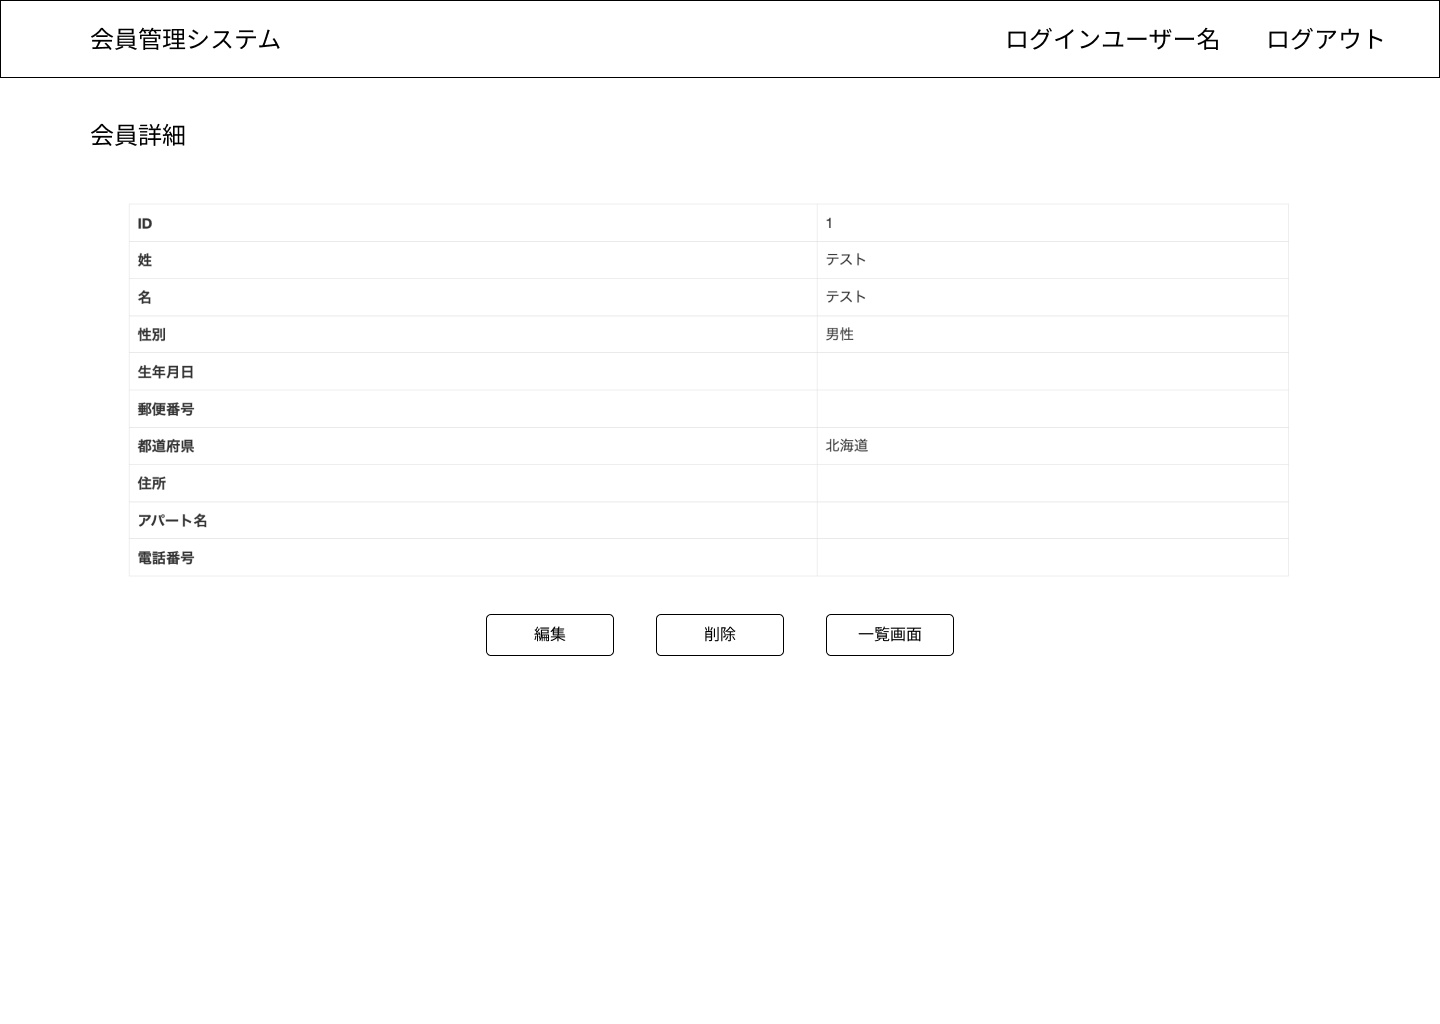 会員管理システム ログインユーザー名 ログアウト
会員詳細
ID 1
姓 テスト
名 テスト
性別 男性
生年月日
郵便番号
都道府県 北海道
住所
アパート名
電話番号
編集 削除 一覧画面